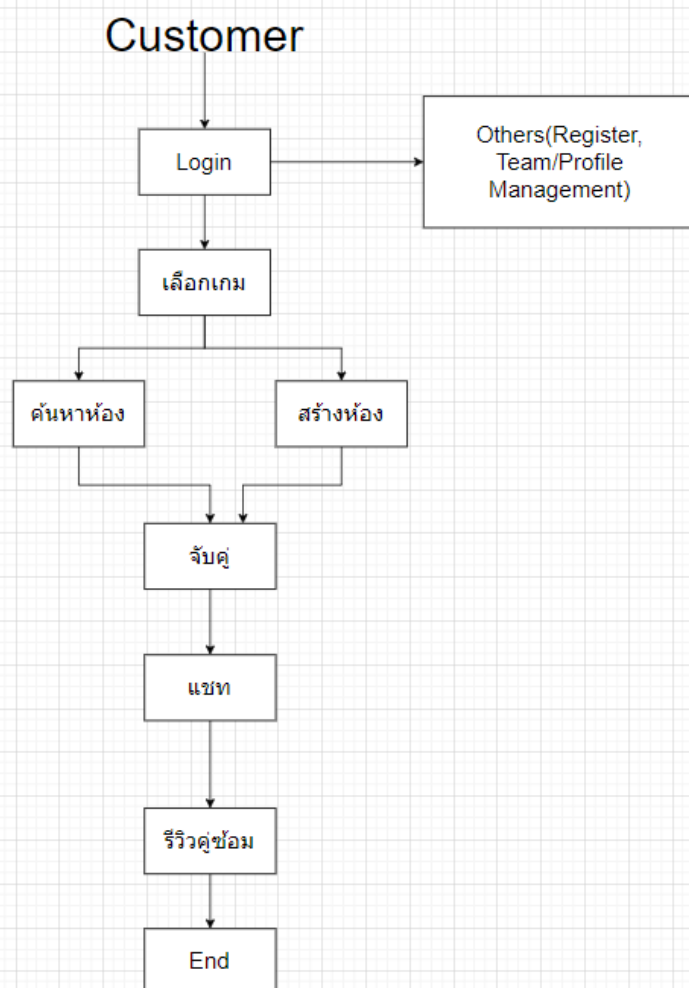 Customer
Login
Others(Register,
Team/Profile
Management)
เลือกเกม
ค้นหาห้อง
สร้างห้อง
จับคู่
แชท
รีวิวคู่ซ้อม
End